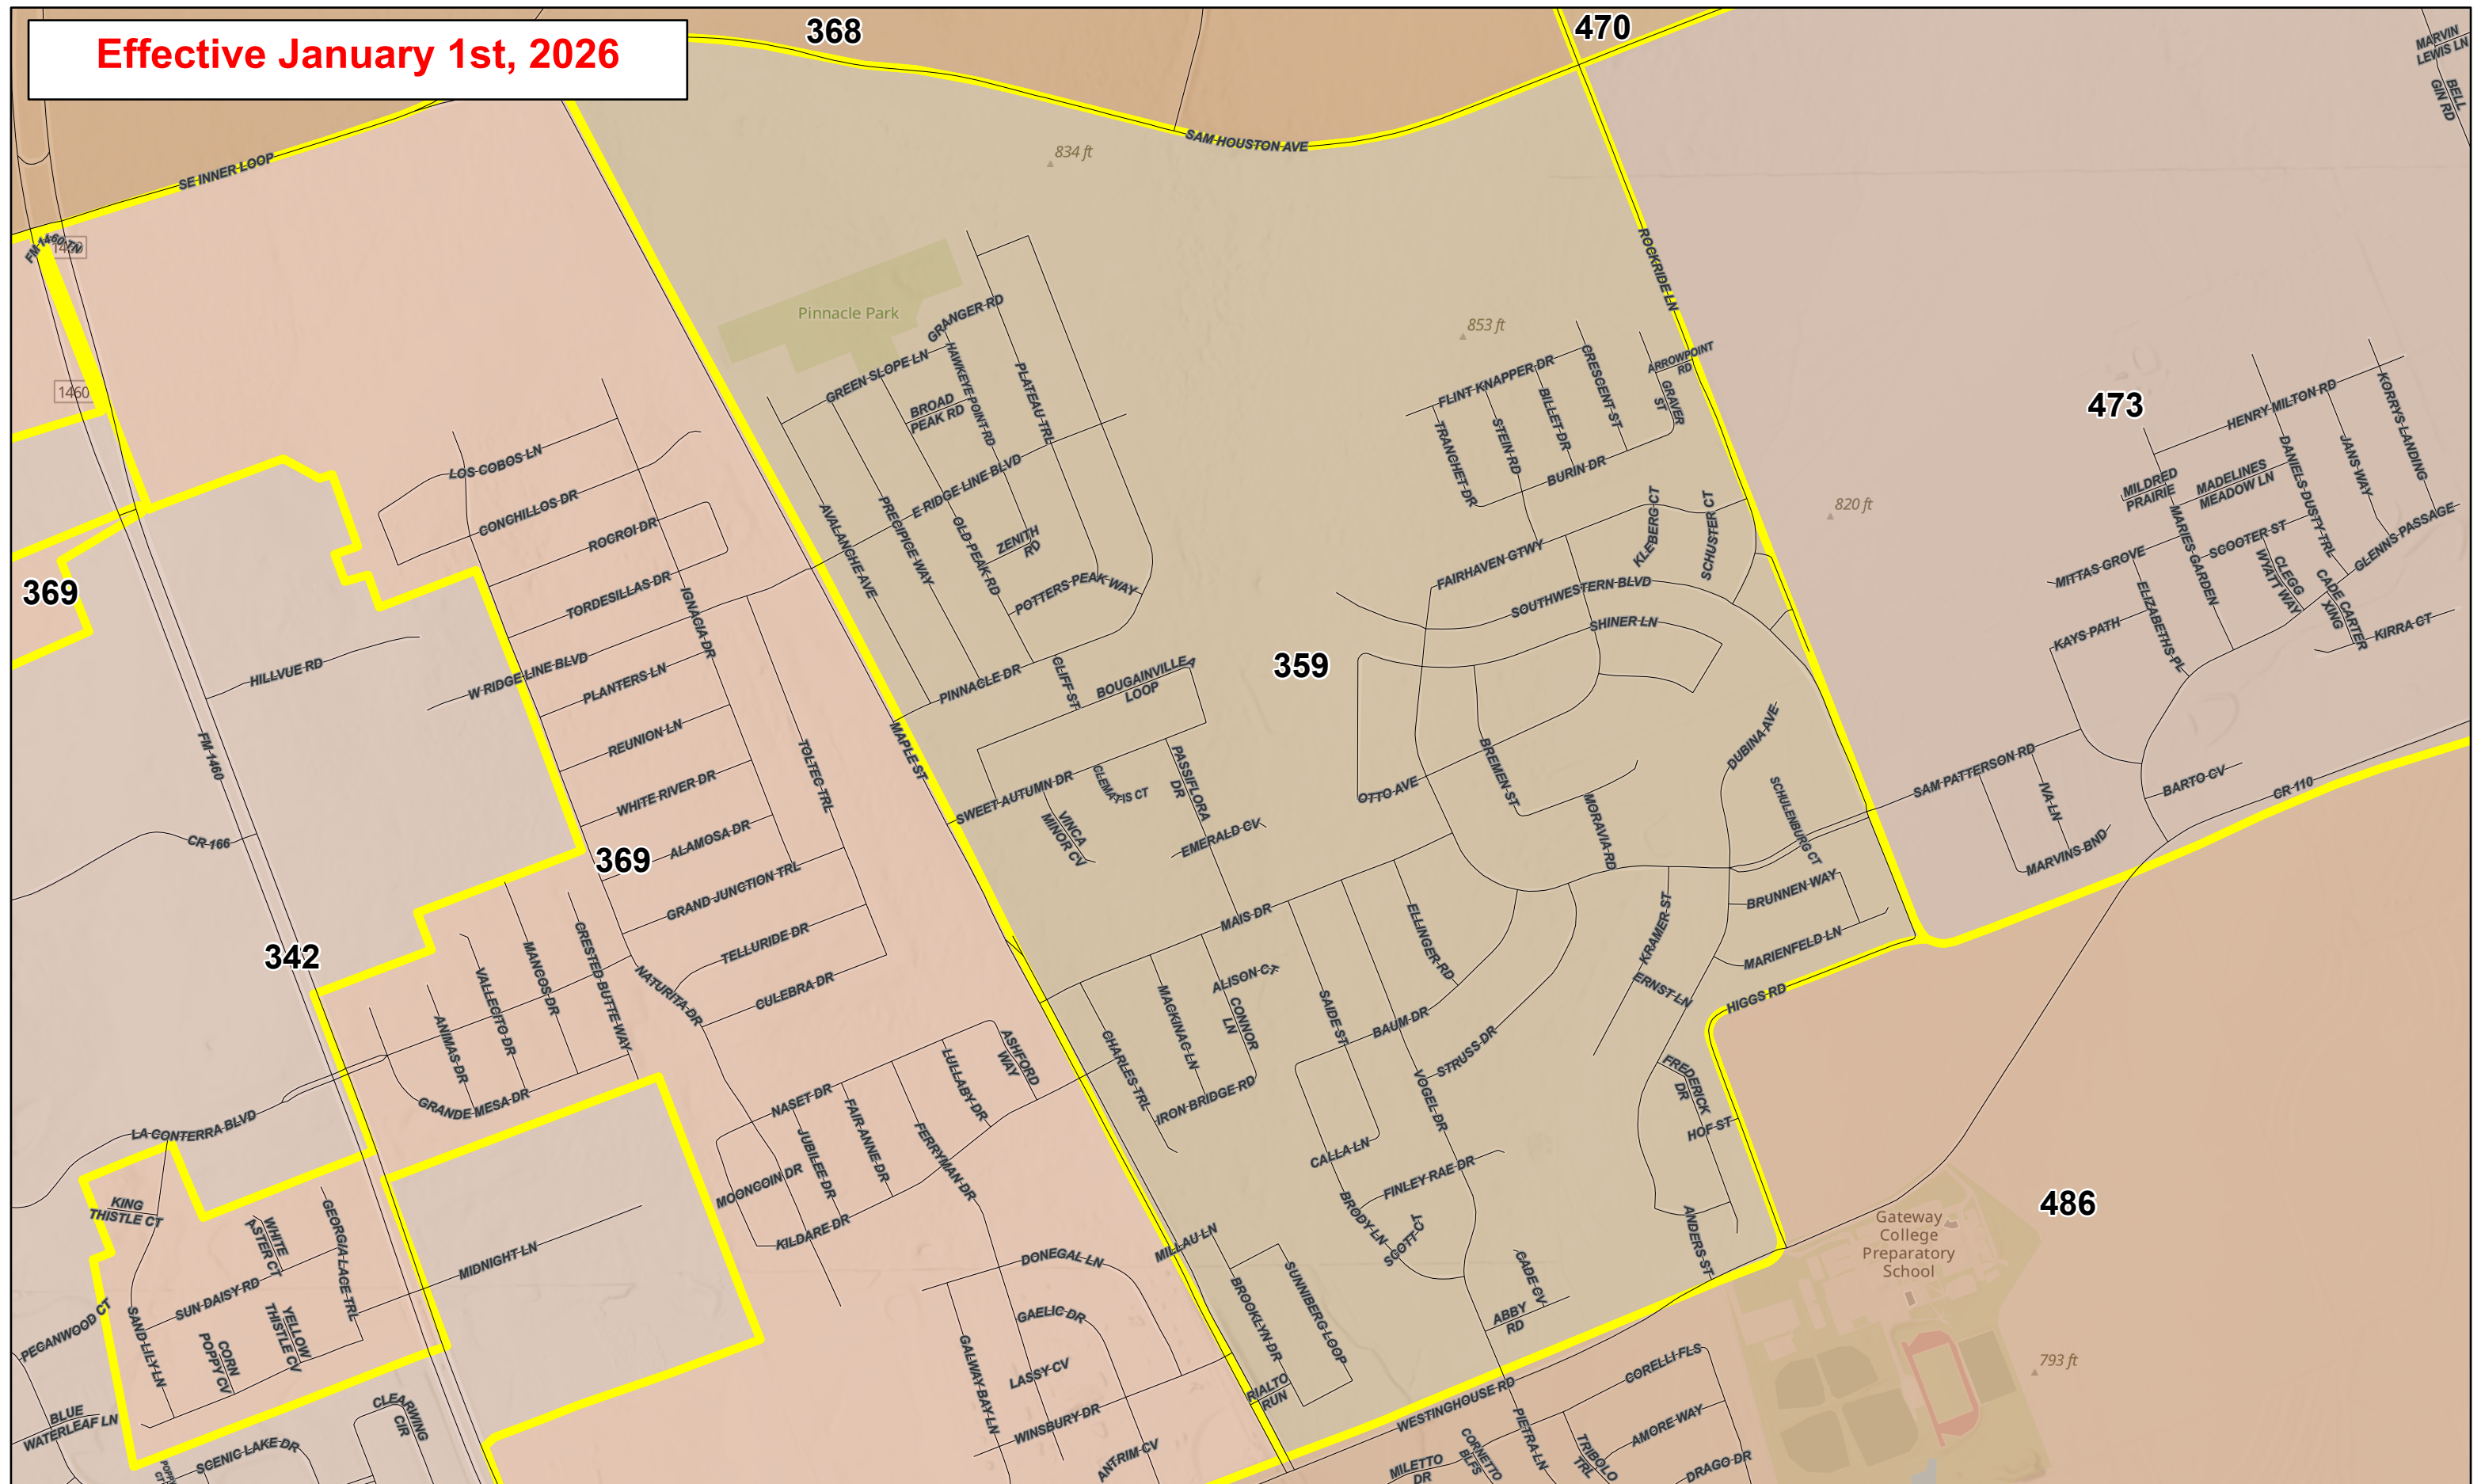 Effective January 1st, 2026
368
470
MARVIN
LEWIS LN
BELL
GIN RD
SAM HOUSTON AVE
834 ft
SE INNER LOOP
FM 1460 TN
1460
ROCKRIDE LN
Pinnacle Park
GRANGER RD
853 ft
GREEN SLOPE LN
HAWKEYE POINT RD
PLATEAU TRL
BROAD
PEAK RD
FLINT KNAPPER DR
CRESCENT ST
ARROWPOINT
RD
GRAVER
ST
BILLET DR
STEIN RD
TRANCHET DR
BURIN DR
473
HENRY MILTON RD
KORRYS LANDING
JANS WAY
DANIELS DUSTY TRL
MADELINES
MEADOW LN
MILDRED
PRAIRIE
MARIES GARDEN
SCOOTER ST
GLENNS PASSAGE
MITTAS GROVE
CLEGG
WYATT WAY
CADE CARTER
XING
KIRRA CT
KAYS PATH
ELIZABETHS PL
1460
LOS COBOS LN
CONCHILLOS DR
ROCROI DR
TORDESILLAS DR
IGNACIA DR
E RIDGE LINE BLVD
AVALANCHE AVE
PRECIPICE WAY
OLD PEAK RD
ZENITH
RD
POTTERS PEAK WAY
820 ft
KLEBERG CT
SCHUSTER CT
FAIRHAVEN GTWY
SOUTHWESTERN BLVD
SHINER LN
369
HILLVUE RD
W RIDGE LINE BLVD
PLANTERS LN
REUNION LN
WHITE RIVER DR
TOLTEC TRL
ALAMOSA DR
369
GRAND JUNCTION TRL
TELLURIDE DR
CULEBRA DR
NATURITA DR
FM 1460
CR 166
342
PINNACLE DR
CLIFF ST
BOUGAINVILLEA
LOOP
359
MAPLE ST
SWEET AUTUMN DR
CLEMATIS CT
PASSIFLORA
DR
VINCA
MINOR CV
EMERALD CV
OTTO AVE
BREMEN ST
DUBINA AVE
MORAVIA RD
SCHULENBURG CT
SAM PATTERSON RD
IVA LN
BARTO CV
CR 110
MARVINS BND
MAIS DR
ELLINGER RD
KRAMER ST
BRUNNEN WAY
MARIENFELD LN
ERNST LN
HIGGS RD
ALISON CT
MACKINAC LN
CONNOR
LN
SAIDE ST
BAUM DR
STRUSS DR
CHARLES TRL
IRON BRIDGE RD
VOGEL DR
FREDERICK
DR
HOF ST
CRESTED BUTTE WAY
MANCOS DR
VALLECITO DR
ANIMAS DR
GRANDE MESA DR
LA CONTERRA BLVD
ASHFORD
WAY
LULLABY DR
NASET DR
FAIR ANNE DR
JUBILEE DR
FERRYMAN DR
MOONCOIN DR
KILDARE DR
CALLA LN
FINLEY RAE DR
BRODY LN
SCOTT CT
ANDERS ST
486
Gateway
College
Preparatory
School
KING
THISTLE CT
WHITE
ASTER CT
GEORGIA LACE TRL
MIDNIGHT LN
SUN DAISY RD
YELLOW
THISTLE CV
CORN
POPPY CV
SAND LILY LN
PECANWOOD CT
DONEGAL LN
GAELIC DR
GALWAY BAY LN
LASSY CV
WINSBURY DR
ANTRIM CV
MILLAU LN
BROOKLYN DR
SUNNIBERG LOOP
RIALTO
RUN
CADE CV
ABBY
RD
WESTINGHOUSE RD
CORELLI FLS
793 ft
PIETRA LN
AMORE WAY
TRIBOLO
TRL
CORNETTO
BLFS
MILETTO
DR
DRAGO DR
BLUE
WATERLEAF LN
SCENIC LAKE DR
CLEARWING
CIR